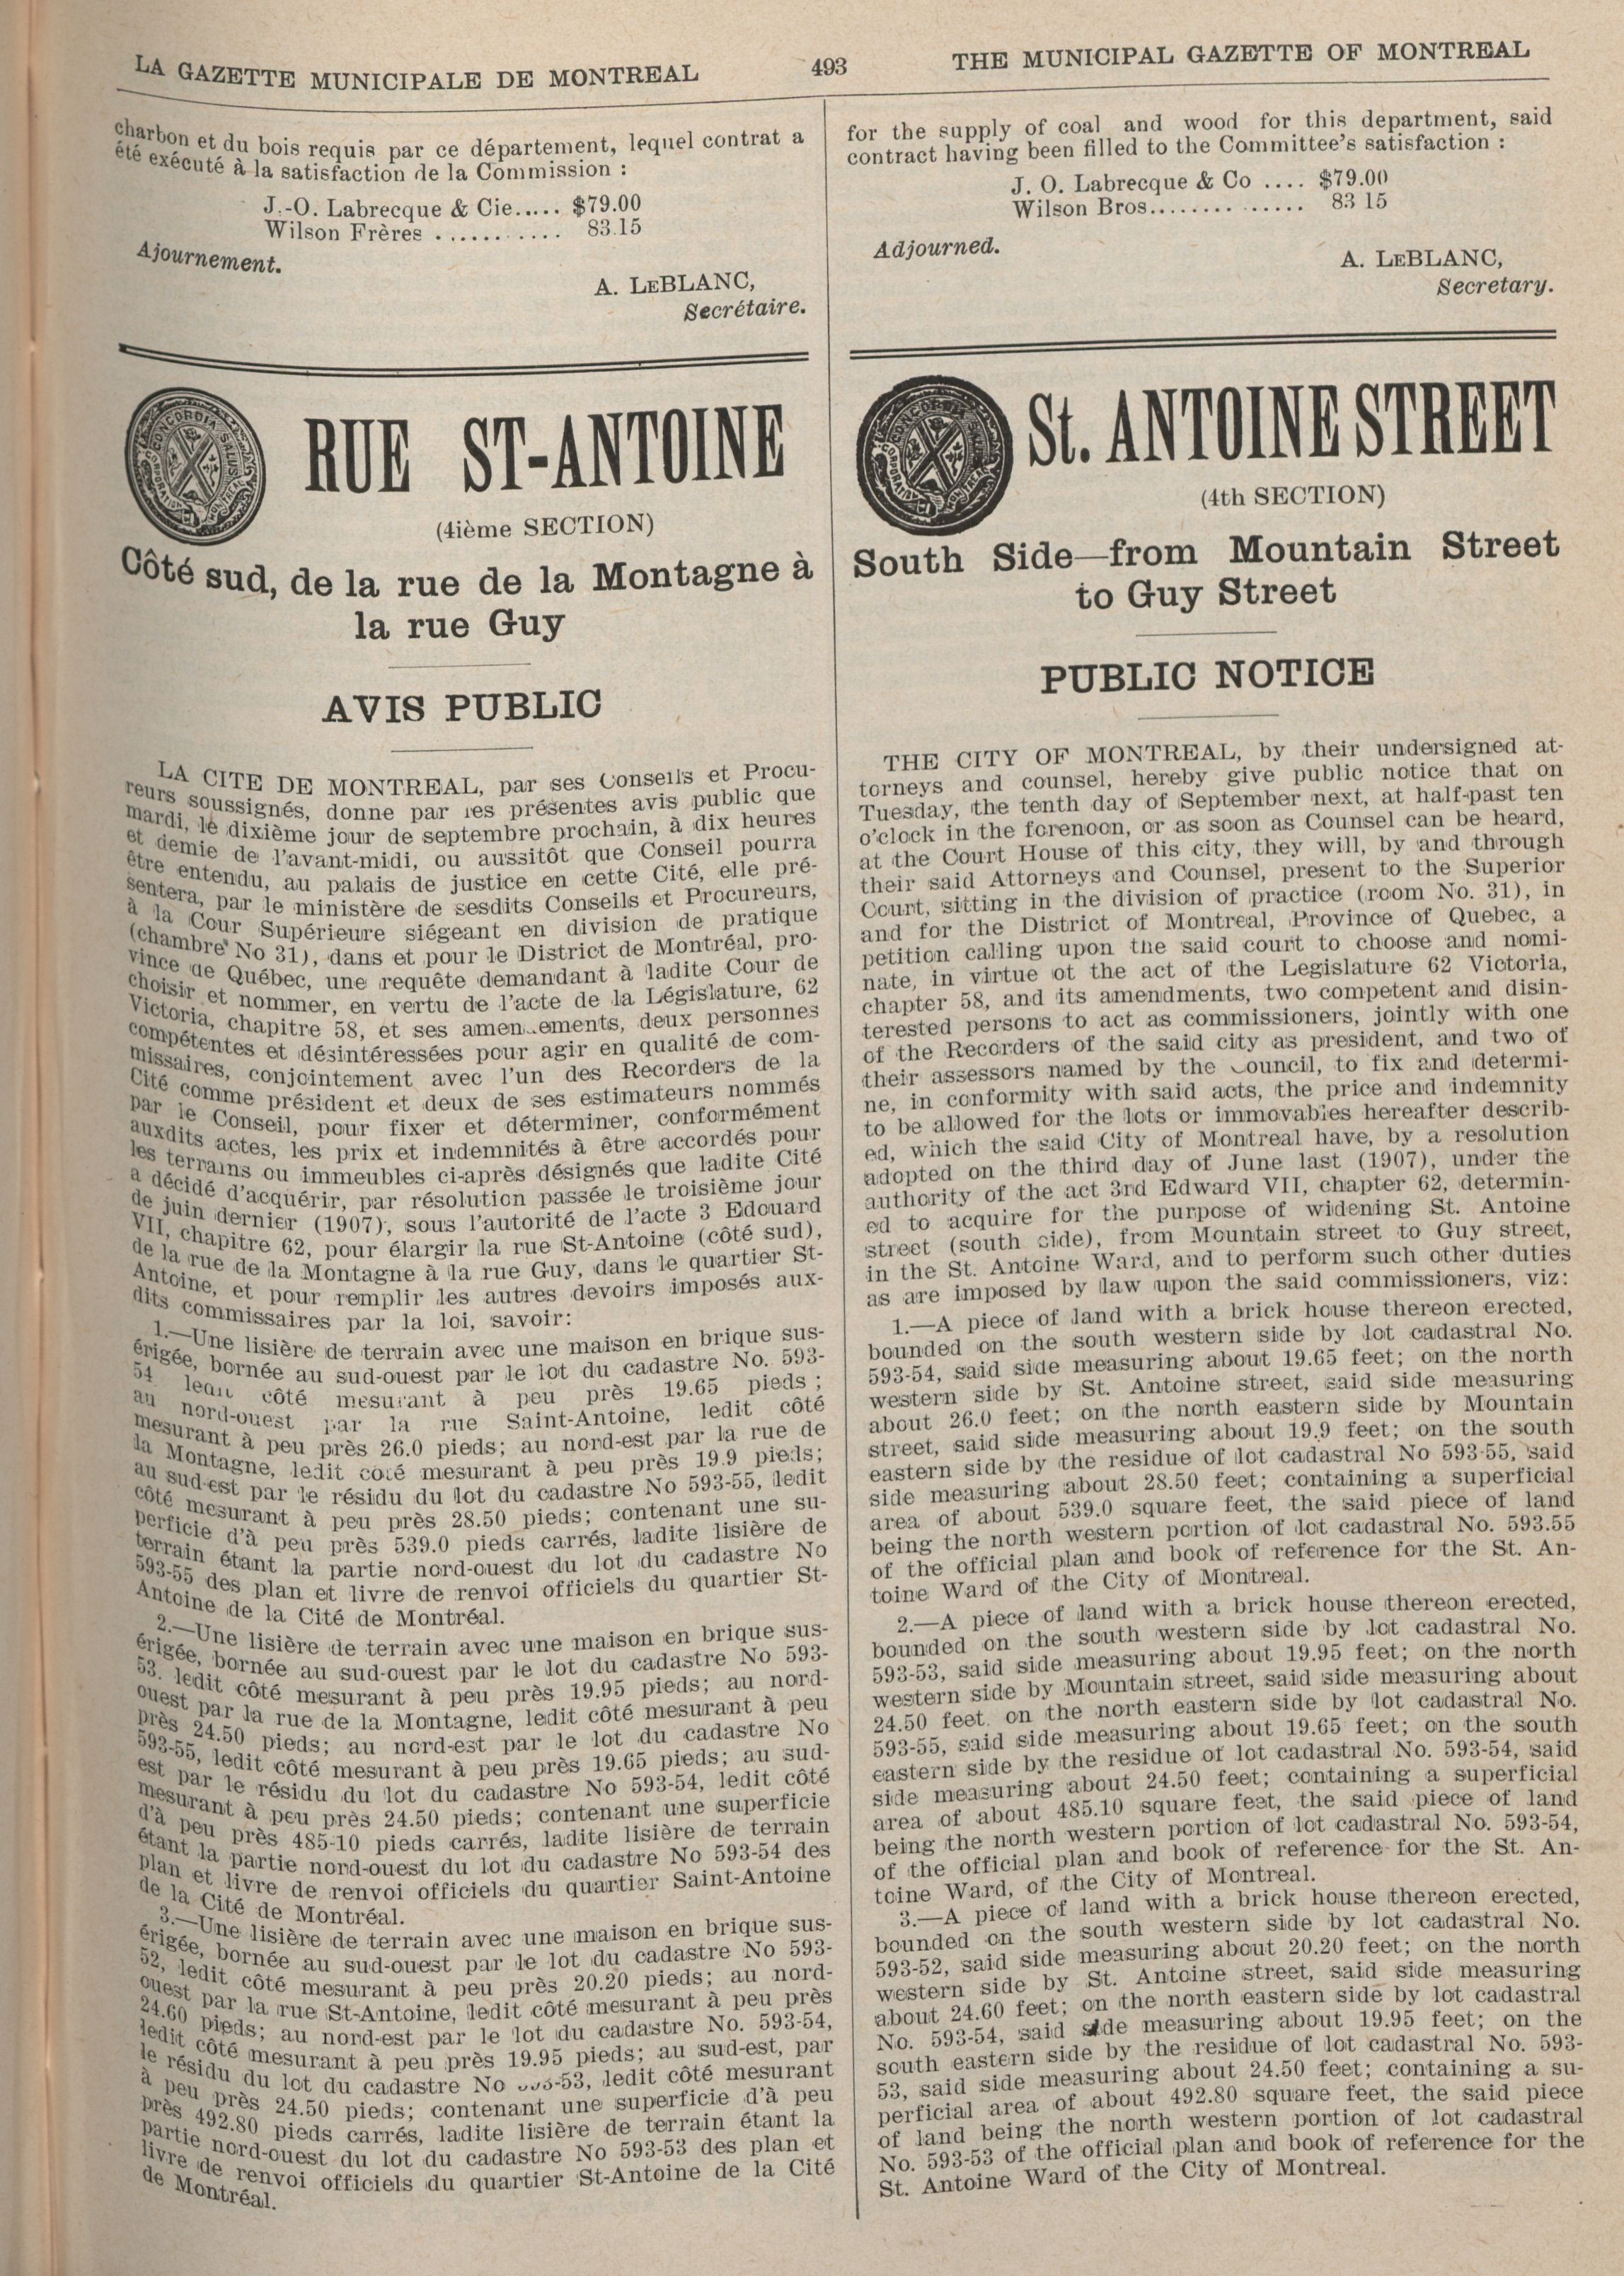 LA GAZETTE MUNICIPALE DE MONTREAL
493
THE MUNICIPAL GAZETTE OF MONTREAL
charbon et du bois requis par ce département, lequel contrat a
été exécuté à la satisfaction de la Commission :
J.-O. Labrecque & Cie..... $79.00
Wilson Frères ........... 83.15
Ajournement.
A. LEBLANC,
Secrétaire.
RUE ST-ANTOINE
(4ième SECTION)
Côté sud, de la rue de la Montagne à
la rue Guy
AVIS PUBLIC
LA CITE DE MONTREAL, par ses Conseils et Procu-
reurs soussignés, donne par les présentes avis public que
mardi, le dixième jour de septembre prochain, à dix heures
et demie de l'avant-midi, ou aussitôt que Conseil pourra
être entendu, au palais de justice en cette Cité, elle pré-
sentera, par le ministère de sesdits Conseils et Procureurs,
à la Cour Supérieure siégeant en division de pratique
(chambre No 31), dans et pour le District de Montréal, pro-
vince de Québec, une requête demandant à ladite Cour de
choisir et nommer, en vertu de l'acte de la Législature, 62
Victoria, chapitre 58, et ses amen..ements, deux personnes
compétentes et désintéressées pour agir en qualité de com-
missaires, conjointement avec l'un des Recorders de la
Cité comme président et deux de ses estimateurs nommés
par le Conseil, pour fixer et déterminer, conformément
auxdits actes, les prix et indemnités à être accordés pour
les terrains ou immeubles ci-après désignés que ladite Cité
a décidé d'acquérir, par résolution passée le troisième jour
de juin dernier (1907), sous l'autorité de l'acte 3 Edouard
VII, chapitre 62, pour élargir la rue St-Antoine (côté sud),
de la rue de la Montagne à la rue Guy, dans le quartier St-
Antoine, et pour remplir les autres devoirs imposés aux-
dits commissaires par la loi, savoir:
1.—Une lisière de terrain avec une maison en brique sus-
érigée, bornée au sud-ouest par le lot du cadastre No. 593-
54 côté mesurant à peu près 19.65 pieds ;
au nord-ouest par la rue Saint-Antoine, ledit côté
mesurant à peu près 26.0 pieds; au nord-est par la rue de
la Montagne, ledit côté mesurant à peu près 19.9 pieds;
au sud-est par le résidu du lot du cadastre No 593-55, ledit
côté mesurant à peu près 28.50 pieds; contenant une su-
perficie d'à peu près 539.0 pieds carrés, ladite lisière de
terrain étant la partie nord-ouest du lot du cadastre No
593-55 des plan et livre de renvoi officiels du quartier St-
Antoine de la Cité de Montréal.
2.—Une lisière de terrain avec une maison en brique sus-
érigée, bornée au sud-ouest par le lot du cadastre No 593-
53. ledit côté mesurant à peu près 19.95 pieds; au nord-
ouest par la rue de la Montagne, ledit côté mesurant à peu
près 24.50 pieds; au nord-est par le lot du cadastre No
593-55, ledit côté mesurant à peu près 19.65 pieds; au sud-
est par le résidu du lot du cadastre No 593-54, ledit côté
mesurant à peu près 24.50 pieds; contenant une superficie
d'à peu près 485-10 pieds carrés, ladite lisière de terrain
étant la partie nord-ouest du lot du cadastre No 593-54 des
plan et livre de renvoi officiels du quartier Saint-Antoine
de la Cité de Montréal.
3.—Une lisière de terrain avec une maison en brique sus-
érigée, bornée au sud-ouest par le lot du cadastre No 593-
52, ledit côté mesurant à peu près 20.20 pieds; au nord-
ouest par la rue St-Antoine, ledit côté mesurant à peu près
24.60 pieds; au nord-est par le lot du cadastre No. 593-54,
ledit côté mesurant à peu près 19.95 pieds; au sud-est, par
le résidu du lot du cadastre No 593-53, ledit côté mesurant
à peu près 24.50 pieds; contenant une superficie d'à peu
près 492.80 pieds carrés, ladite lisière de terrain étant la
partie nord-ouest du lot du cadastre No 593-53 des plan et
livre de renvoi officiels du quartier St-Antoine de la Cité
de Montréal.
for the supply of coal and wood for this department, said
contract having been filled to the Committee's satisfaction :
J. O. Labrecque & Co .... $79.00
Wilson Bros.............. 83 15
Adjourned.
A. LEBLANC,
Secretary.
St. ANTOINE STREET
(4th SECTION)
South Side—from Mountain Street
to Guy Street
PUBLIC NOTICE
THE CITY OF MONTREAL, by their undersigned at-
torneys and counsel, hereby give public notice that on
Tuesday, the tenth day of September next, at half-past ten
o'clock in the forenoon, or as soon as Counsel can be heard,
at the Court House of this city, they will, by and through
their said Attorneys and Counsel, present to the Superior
Court, sitting in the division of practice (room No. 31), in
and for the District of Montreal, Province of Quebec, a
petition calling upon the said court to choose and nomi-
nate, in virtue of the act of the Legislature 62 Victoria,
chapter 58, and its amendments, two competent and disin-
terested persons to act as commissioners, jointly with one
of the Recorders of the said city as president, and two of
their assessors named by the Council, to fix and determi-
ne, in conformity with said acts, the price and indemnity
to be allowed for the lots or immovables hereafter describ-
ed, which the said City of Montreal have, by a resolution
adopted on the third day of June last (1907), under the
authority of the act 3rd Edward VII, chapter 62, determin-
ed to acquire for the purpose of widening St. Antoine
street (south side), from Mountain street to Guy street,
in the St. Antoine Ward, and to perform such other duties
as are imposed by law upon the said commissioners, viz:
1.—A piece of land with a brick house thereon erected,
bounded on the south western side by lot cadastral No.
593-54, said side measuring about 19.65 feet; on the north
western side by St. Antoine street, said side measuring
about 26.0 feet; on the north eastern side by Mountain
street, said side measuring about 19.9 feet; on the south
eastern side by the residue of lot cadastral No 593-55, said
side measuring about 28.50 feet; containing a superficial
area of about 539.0 square feet, the said piece of land
being the north western portion of lot cadastral No. 593.55
of the official plan and book of reference for the St. An-
toine Ward of the City of Montreal.
2.—A piece of land with a brick house thereon erected,
bounded on the south western side by lot cadastral No.
593-53, said side measuring about 19.95 feet; on the north
western side by Mountain street, said side measuring about
24.50 feet. on the north eastern side by lot cadastral No.
593-55, said side measuring about 19.65 feet; on the south
eastern side by the residue of lot cadastral No. 593-54, said
side measuring about 24.50 feet; containing a superficial
area of about 485.10 square feet, the said piece of land
being the north western portion of lot cadastral No. 593-54,
of the official plan and book of reference for the St. An-
toine Ward, of the City of Montreal.
3.—A piece of land with a brick house thereon erected,
bounded on the south western side by lot cadastral No.
593-52, said side measuring about 20.20 feet; on the north
western side by St. Antoine street, said side measuring
about 24.60 feet; on the north eastern side by lot cadastral
No. 593-54, said side measuring about 19.95 feet; on the
south eastern side by the residue of lot cadastral No. 593-
53, said side measuring about 24.50 feet; containing a su-
perficial area of about 492.80 square feet, the said piece
of land being the north western portion of lot cadastral
No. 593-53 of the official plan and book of reference for the
St. Antoine Ward of the City of Montreal.